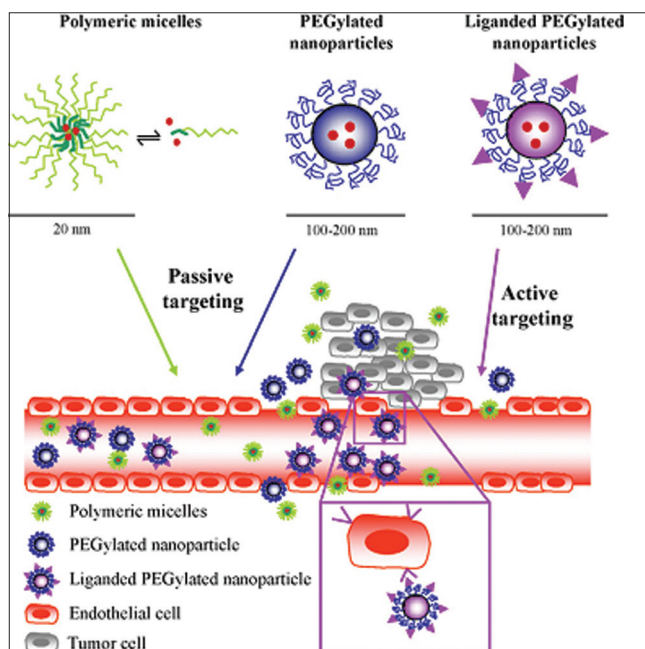 Polymeric micelles
PEGylated
nanoparticles
Liganded PEGylated
nanoparticles
20 nm
100-200 nm
100-200 nm
Passive
targeting
Active
targeting
Polymeric micelles
PEGylated nanoparticle
Liganded PEGylated nanoparticle
Endothelial cell
Tumor cell